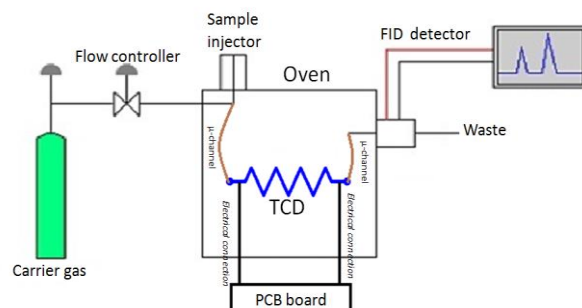 Sample
injector
FID detector
Flow controller
Oven
µ-channel
µ-channel
Waste
TCD
Electrical connection
Electrical connection
Carrier gas
PCB board